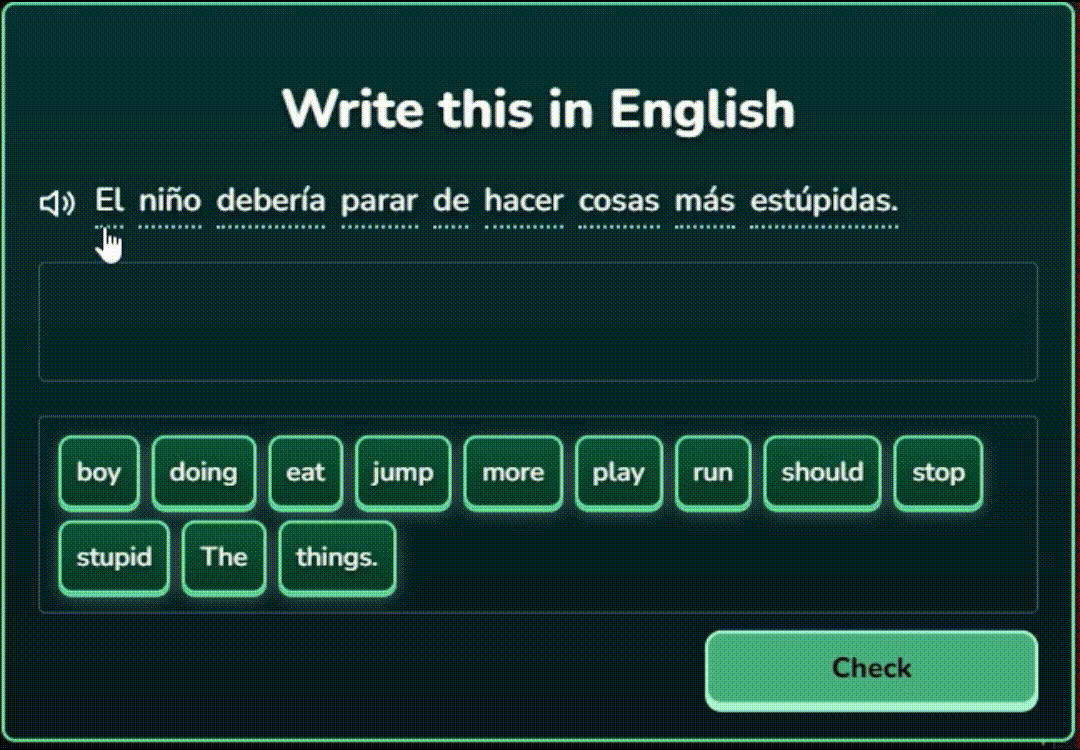 Write this in English
El niño debería parar de hacer cosas más estúpidas.
boy doing eat jump more play run should stop
stupid The things.
Check